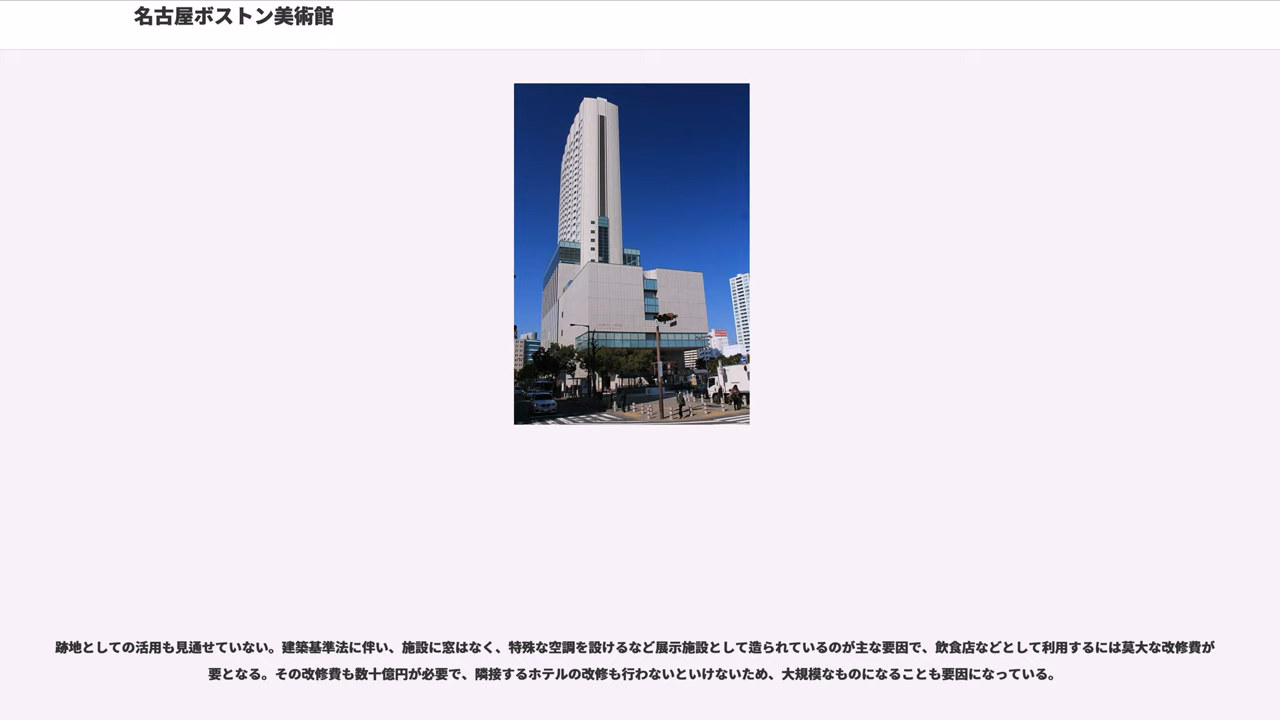 名古屋ボストン美術館
跡地としての活用も見通せていない。建築基準法に伴い、施設に窓はなく、特殊な空調を設けるなど展示施設として造られているのが主な要因で、飲食店などとして利用するには莫大な改修費が
要となる。その改修費も数十億円が必要で、隣接するホテルの改修も行わないといけないため、大規模なものになることも要因になっている。